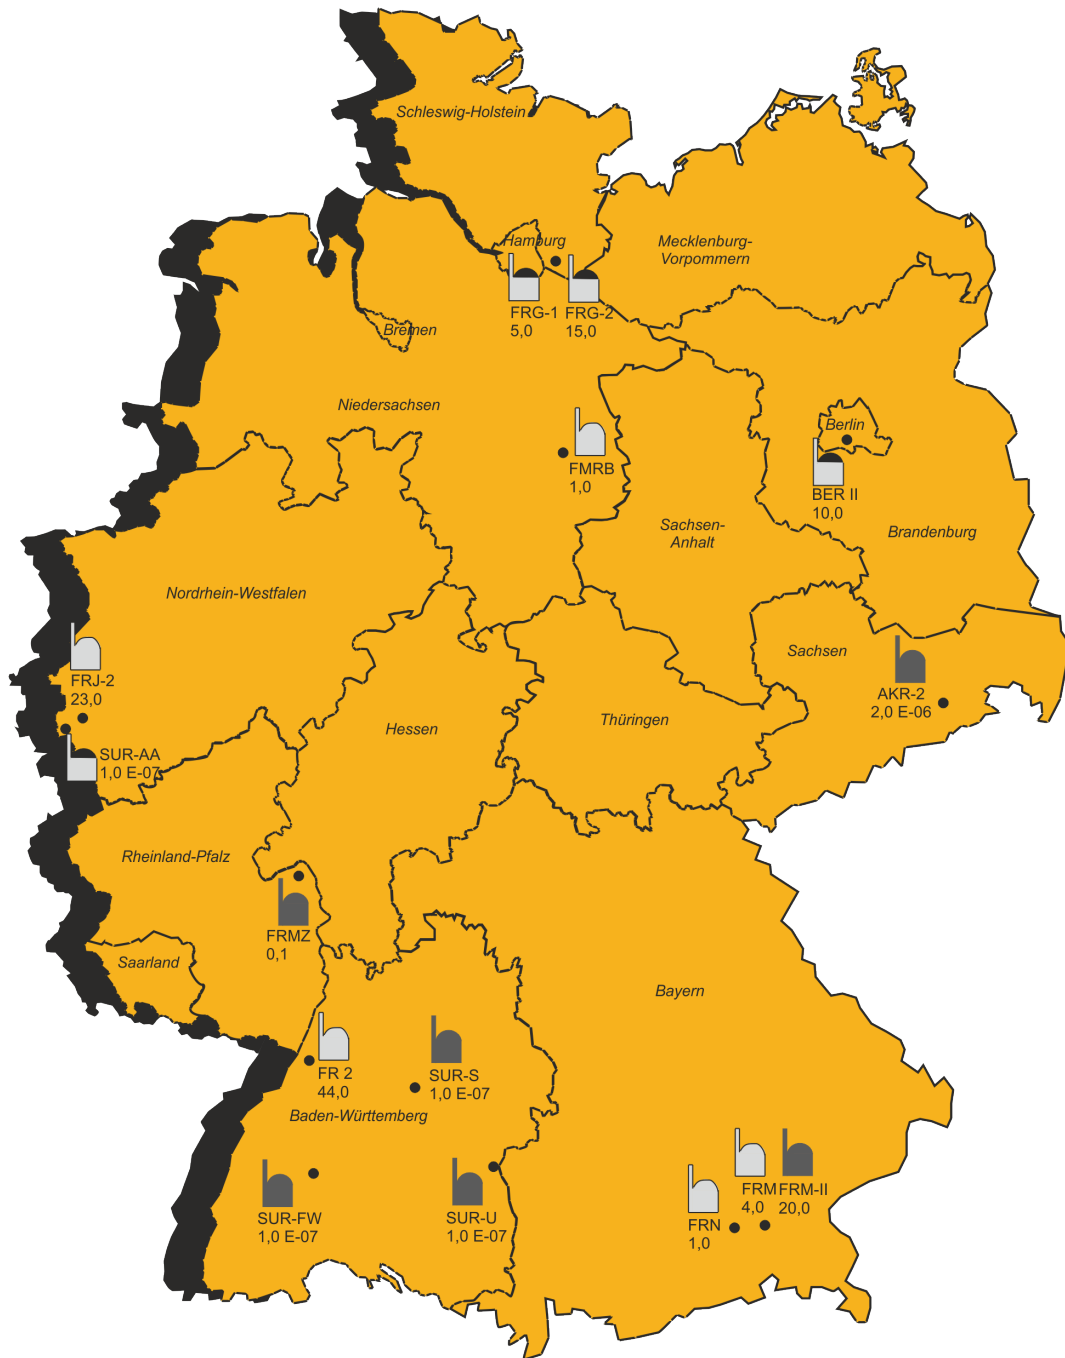 Schleswig-Holstein
Hamburg
Mecklenburg-
Vorpommern
FRG-1
5,0
FRG-2
15,0
Bremen
Niedersachsen
FMRB
1,0
Berlin
BER II
10,0
Sachsen-
Anhalt
Brandenburg
Nordrhein-Westfalen
FRJ-2
23,0
SUR-AA
1,0 E-07
Hessen
Thüringen
Sachsen
AKR-2
2,0 E-06
Rheinland-Pfalz
FRMZ
0,1
Saarland
Bayern
FR 2
44,0
SUR-S
1,0 E-07
Baden-Württemberg
SUR-FW
1,0 E-07
SUR-U
1,0 E-07
FRN
1,0
FRM
4,0
FRM-II
20,0